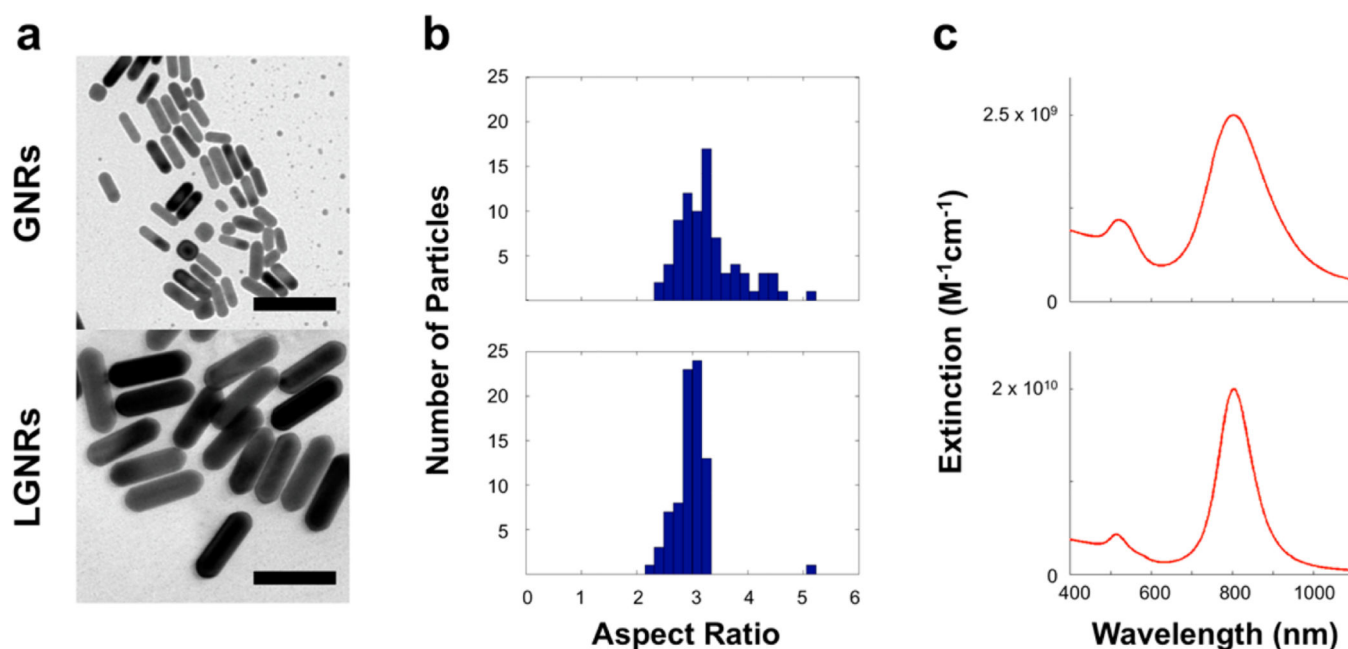 a
b
c
GNRs
LGNRs
Number of Particles
25
20
15
10
5
25
20
15
10
5
0
1
2
3
4
5
6
Aspect Ratio
Extinction (M⁻¹cm⁻¹)
2.5 x 10⁹
0
2 x 10¹⁰
0
400
600
800
1000
Wavelength (nm)